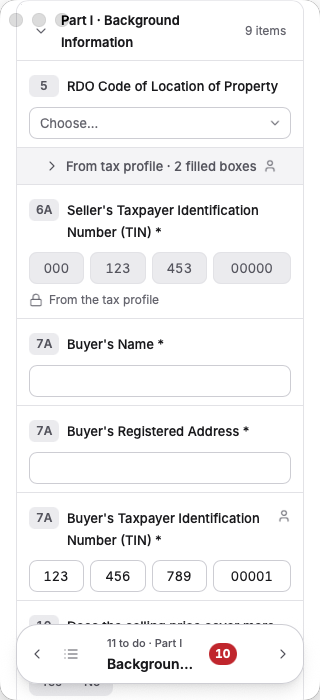 Part I · Background
Information
9 items
5 RDO Code of Location of Property
Choose...
From tax profile · 2 filled boxes
6A Seller's Taxpayer Identification
Number (TIN) *
000 123 453 00000
From the tax profile
7A Buyer's Name *
7A Buyer's Registered Address *
7A Buyer's Taxpayer Identification
Number (TIN) *
123 456 789 00001
11 to do · Part I
Backgroun...
10